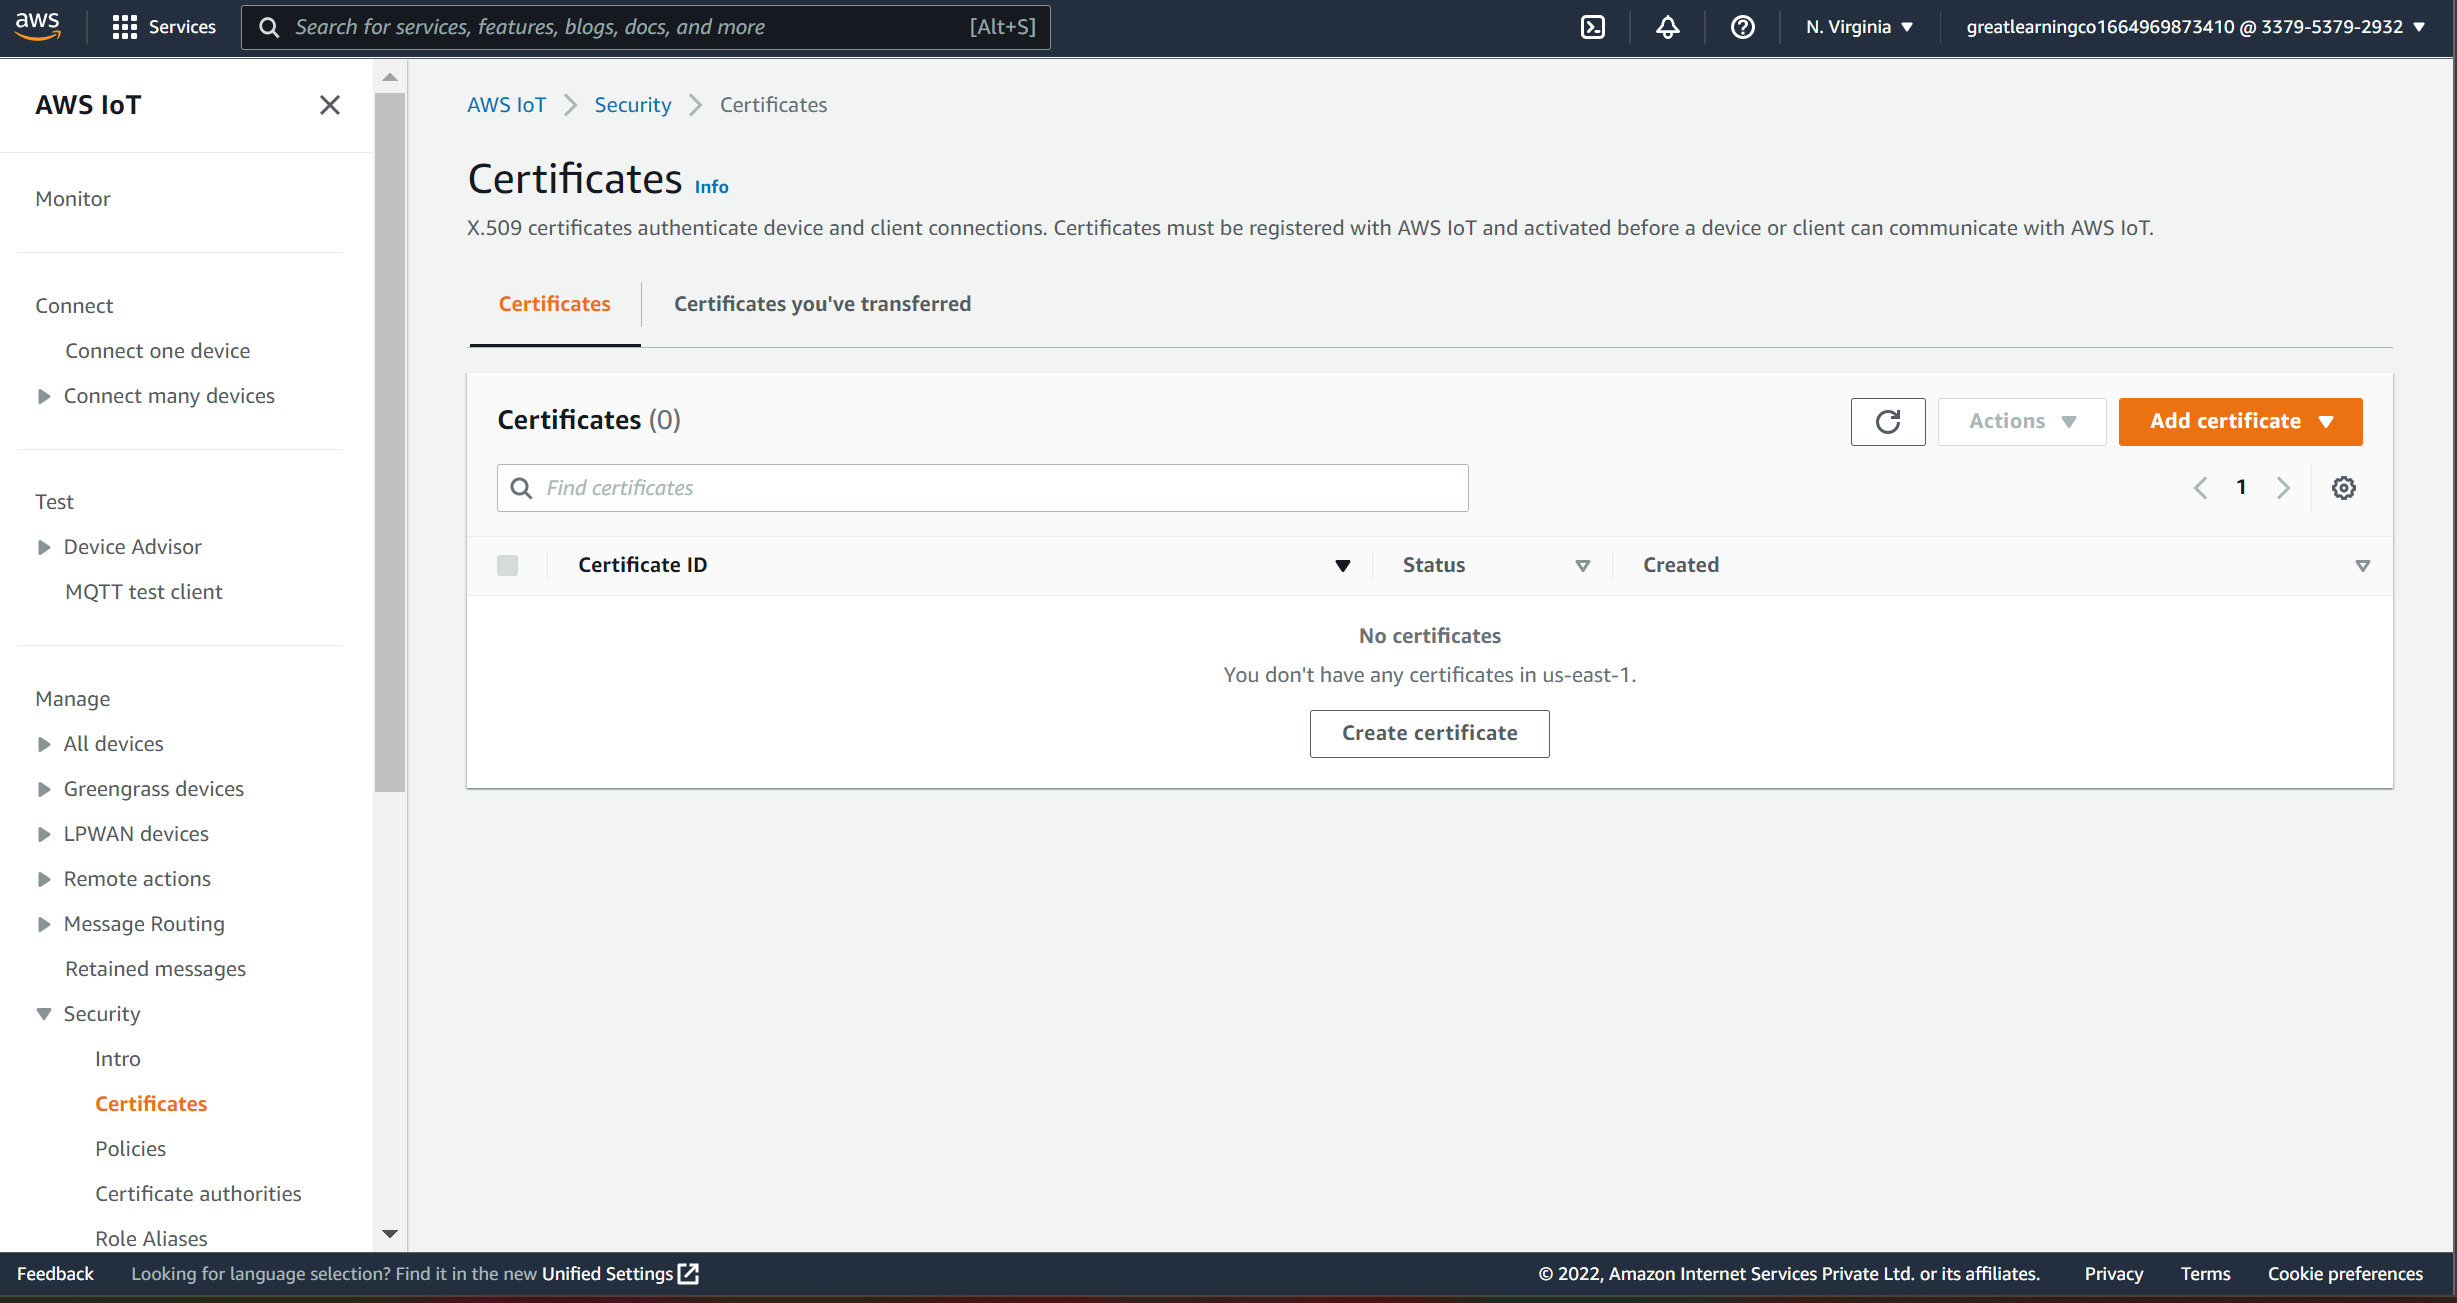 aws
Services
Search for services, features, blogs, docs, and more [Alt+S]
N. Virginia
greatlearningco1664969873410 @ 3379-5379-2932
AWS IoT
Monitor
Connect
Connect one device
Connect many devices
Test
Device Advisor
MQTT test client
Manage
All devices
Greengrass devices
LPWAN devices
Remote actions
Message Routing
Retained messages
Security
Intro
Certificates
Policies
Certificate authorities
Role Aliases
AWS IoT > Security > Certificates
Certificates Info
X.509 certificates authenticate device and client connections. Certificates must be registered with AWS IoT and activated before a device or client can communicate with AWS IoT.
Certificates
Certificates you've transferred
Certificates (0)
Actions
Add certificate
Find certificates
1
Certificate ID
Status
Created
No certificates
You don't have any certificates in us-east-1.
Create certificate
Feedback
Looking for language selection? Find it in the new Unified Settings
© 2022, Amazon Internet Services Private Ltd. or its affiliates.
Privacy
Terms
Cookie preferences